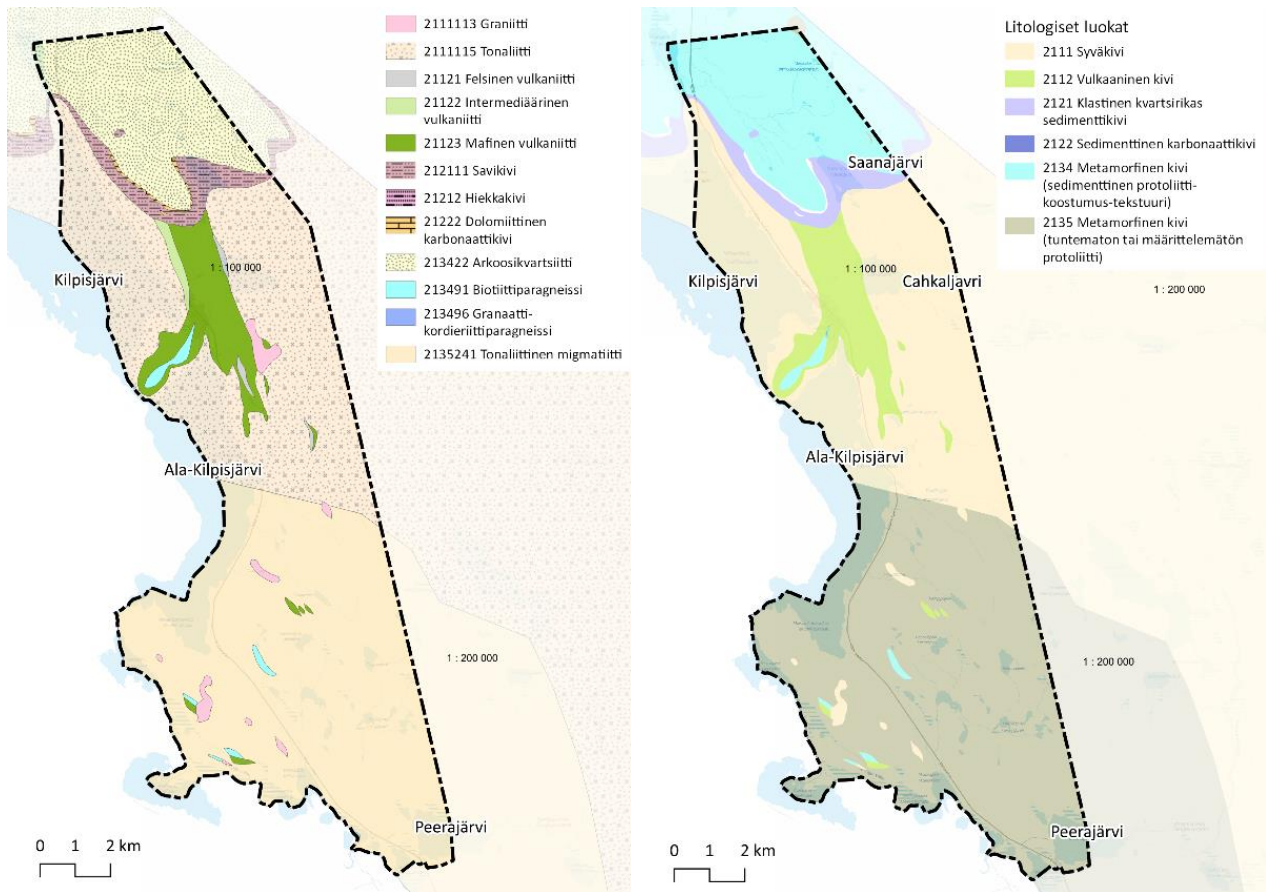 2111113 Graniitti
2111115 Tonaliitti
21121 Felsinen vulkaniitti
21122 Intermediäärinen
vulkaniitti
21123 Mafinen vulkaniitti
212111 Savikivi
21212 Hiekkakivi
21222 Dolomiittinen
karbonaattikivi
213422 Arkoosikvartsiitti
213491 Biotiittiparagneissi
213496 Granaatti-
kordieriittiparagneissi
2135241 Tonaliittinen migmatiitti
Kilpisjärvi
1 : 100 000
Ala-Kilpisjärvi
1 : 200 000
Peerajärvi
0 1 2 km
Litologiset luokat
2111 Syväkivi
2112 Vulkaaninen kivi
2121 Klastinen kvartsirikas
sedimenttikivi
2122 Sedimenttinen karbonaattikivi
2134 Metamorfinen kivi
(sedimenttinen protoliitti-
koostumus-tekstuuri)
2135 Metamorfinen kivi
(tuntematon tai määrittelemätön
protoliitti)
Saanajärvi
Kilpisjärvi
1 : 100 000
Cahkaljavri
1 : 200 000
Ala-Kilpisjärvi
1 : 200 000
Peerajärvi
0 1 2 km